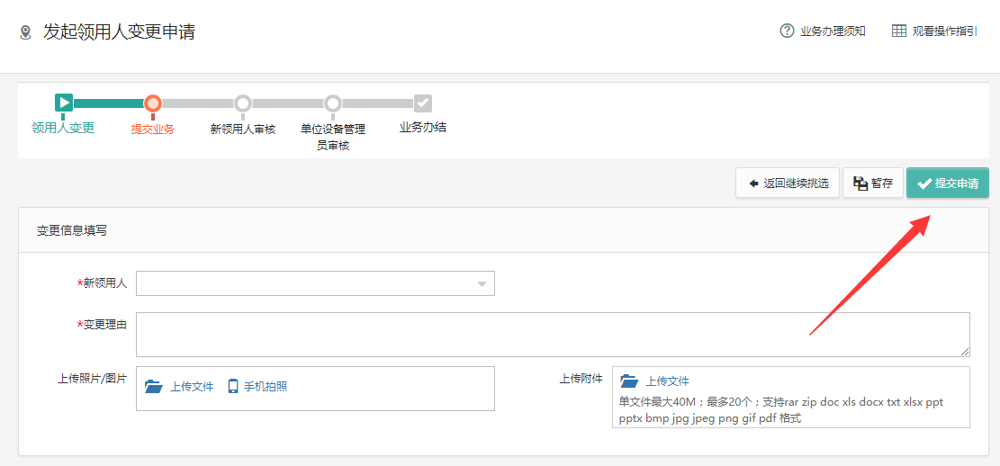 发起领用人变更申请
业务办理须知
观看操作指引
领用人变更
提交业务
新领用人审核
单位设备管理
员审核
业务办结
返回继续挑选
暂存
提交申请
变更信息填写
*新领用人
*变更理由
上传照片/图片
上传文件
手机拍照
上传附件
上传文件
单文件最大40M；最多20个；支持rar zip doc xls docx txt xlsx ppt
pptx bmp jpg jpeg png gif pdf 格式